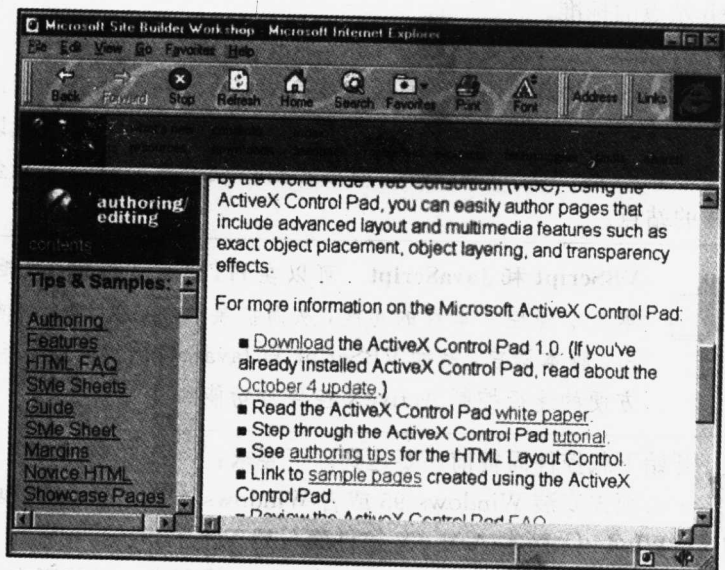 Microsoft Site Builder Workshop - Microsoft Internet Explorer
File Edit View Go Favorites Help
Back Forward Stop Refresh Home Search Favorites Print Font Address Links
authoring/
editing
contents
Tips & Samples:
Authoring
Features
HTML FAQ
Style Sheets
Guide
Style Sheet
Margins
Novice HTML
Showcase Pages
by the World Wide Web Consortium (W3C). Using the
ActiveX Control Pad, you can easily author pages that
include advanced layout and multimedia features such as
exact object placement, object layering, and transparency
effects.
For more information on the Microsoft ActiveX Control Pad:
■ Download the ActiveX Control Pad 1.0. (If you've
already installed ActiveX Control Pad, read about the
October 4 update.)
■ Read the ActiveX Control Pad white paper.
■ Step through the ActiveX Control Pad tutorial.
■ See authoring tips for the HTML Layout Control.
■ Link to sample pages created using the ActiveX
Control Pad.
■ Review the ActiveX Control Pad FAQ